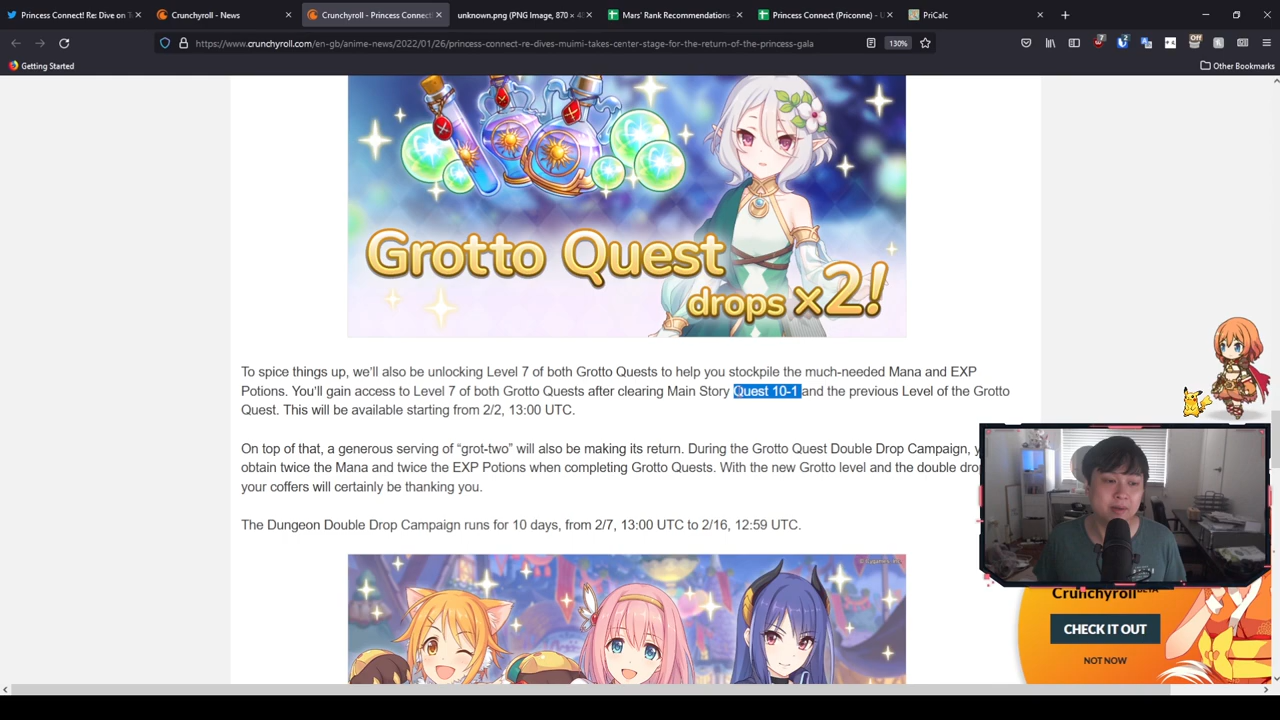 Princess Connect! Re: Dive on T
Crunchyroll - News
Crunchyroll - Princess Connect!
unknown.png (PNG Image, 870 × 4
Mars' Rank Recommendations
Princess Connect (Priconne) - U
PriCalc
https://www.crunchyroll.com/en-gb/anime-news/2022/01/26/princess-connect-re-dives-muimi-takes-center-stage-for-the-return-of-the-princess-gala
130%
Off
Getting Started
Other Bookmarks
Grotto Quest
drops x2!
To spice things up, we'll also be unlocking Level 7 of both Grotto Quests to help you stockpile the much-needed Mana and EXP
Potions. You'll gain access to Level 7 of both Grotto Quests after clearing Main Story Quest 10-1 and the previous Level of the Grotto
Quest. This will be available starting from 2/2, 13:00 UTC.
On top of that, a generous serving of “grot-two” will also be making its return. During the Grotto Quest Double Drop Campaign, y
obtain twice the Mana and twice the EXP Potions when completing Grotto Quests. With the new Grotto level and the double dro
your coffers will certainly be thanking you.
The Dungeon Double Drop Campaign runs for 10 days, from 2/7, 13:00 UTC to 2/16, 12:59 UTC.
Crunchyroll BETA
CHECK IT OUT
NOT NOW